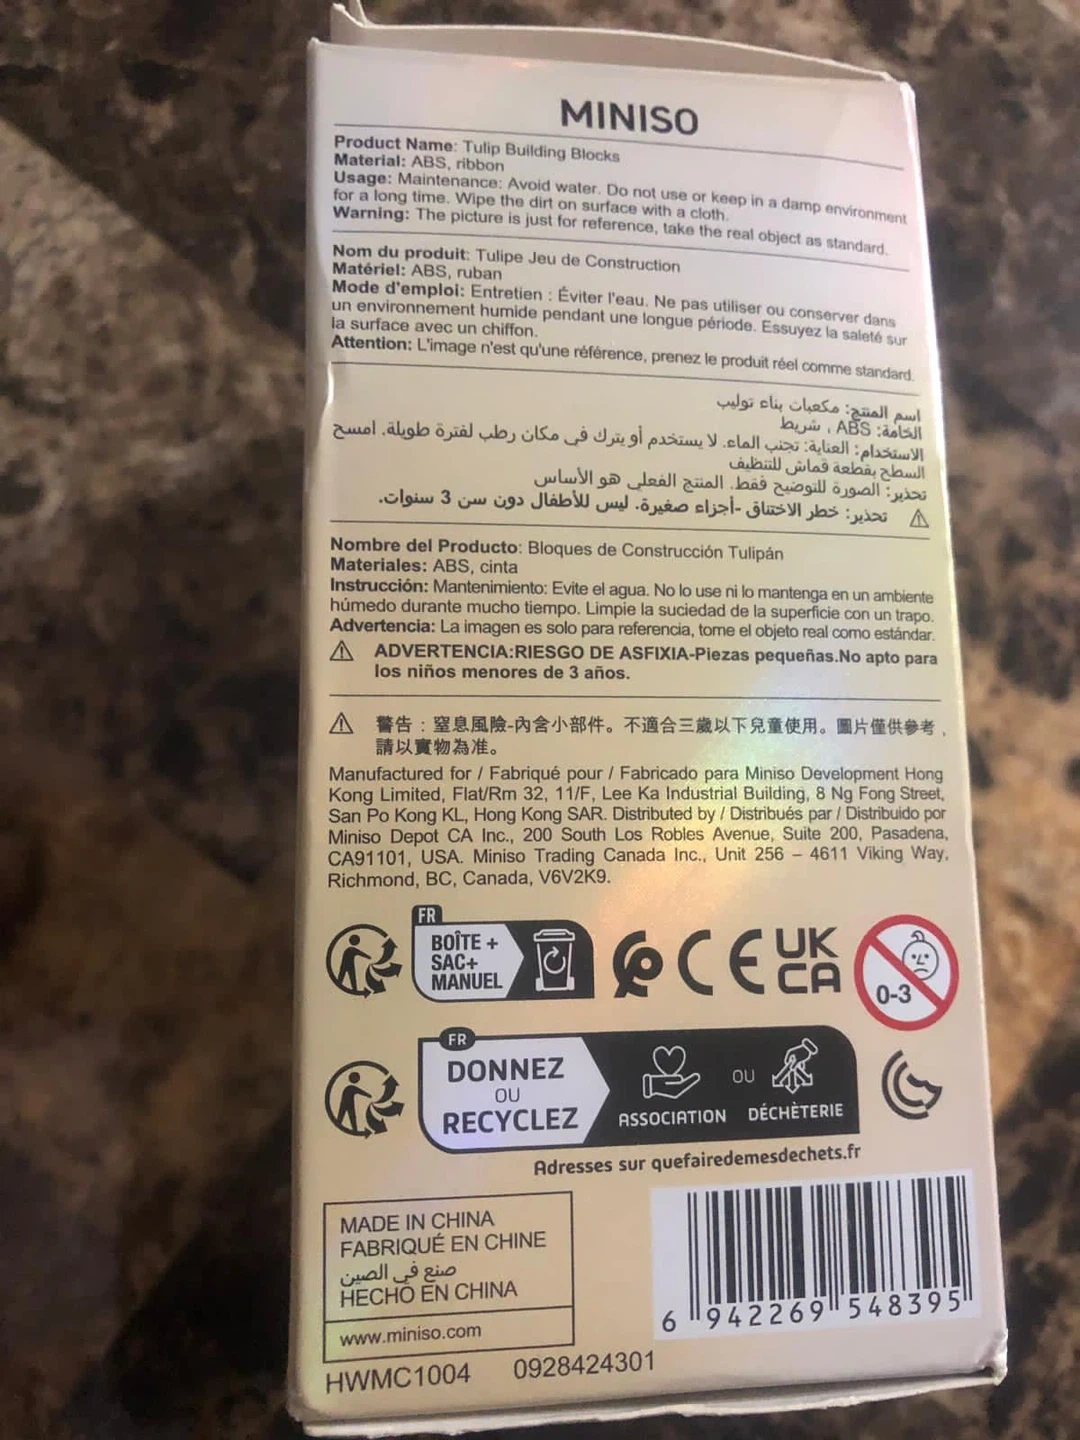 MINISO
Product Name: Tulip Building Blocks
Material: ABS, ribbon
Usage: Maintenance: Avoid water. Do not use or keep in a damp environment
for a long time. Wipe the dirt on surface with a cloth.
Warning: The picture is just for reference, take the real object as standard.
Nom du produit: Tulipe Jeu de Construction
Matériel: ABS, ruban
Mode d'emploi: Entretien : Éviter l'eau. Ne pas utiliser ou conserver dans
un environnement humide pendant une longue période. Essuyez la saleté sur
la surface avec un chiffon.
Attention: L'image n'est qu'une référence, prenez le produit réel comme standard.
اسم المنتج: مكعبات بناء توليب
الخامة: ABS ، شريط
الاستخدام: العناية: تجنب الماء. لا يستخدم أو يترك في مكان رطب لفترة طويلة. امسح
السطح بقطعة قماش للتنظيف
تحذير: الصورة للتوضيح فقط. المنتج الفعلي هو الأساس
تحذير: خطر الاختناق -أجزاء صغيرة. ليس للأطفال دون سن 3 سنوات.
Nombre del Producto: Bloques de Construcción Tulipán
Materiales: ABS, cinta
Instrucción: Mantenimiento: Evite el agua. No lo use ni lo mantenga en un ambiente
húmedo durante mucho tiempo. Limpie la suciedad de la superficie con un trapo.
Advertencia: La imagen es solo para referencia, tome el objeto real como estándar.
ADVERTENCIA:RIESGO DE ASFIXIA-Piezas pequeñas.No apto para
los niños menores de 3 años.
警告：窒息風險-內含小部件。不適合三歲以下兒童使用。圖片僅供參考，
請以實物為准。
Manufactured for / Fabriqué pour / Fabricado para Miniso Development Hong
Kong Limited, Flat/Rm 32, 11/F, Lee Ka Industrial Building, 8 Ng Fong Street,
San Po Kong KL, Hong Kong SAR. Distributed by / Distribués par / Distribuido por
Miniso Depot CA Inc., 200 South Los Robles Avenue, Suite 200, Pasadena,
CA91101, USA. Miniso Trading Canada Inc., Unit 256 – 4611 Viking Way,
Richmond, BC, Canada, V6V2K9.
FR
BOÎTE +
SAC+
MANUEL
CE
UK
CA
0-3
FR
DONNEZ
OU
RECYCLEZ
ASSOCIATION
OU
DÉCHÈTERIE
Adresses sur quefairedemesdechets.fr
MADE IN CHINA
FABRIQUÉ EN CHINE
صنع في الصين
HECHO EN CHINA
www.miniso.com
6 942269 548395
HWMC1004 0928424301